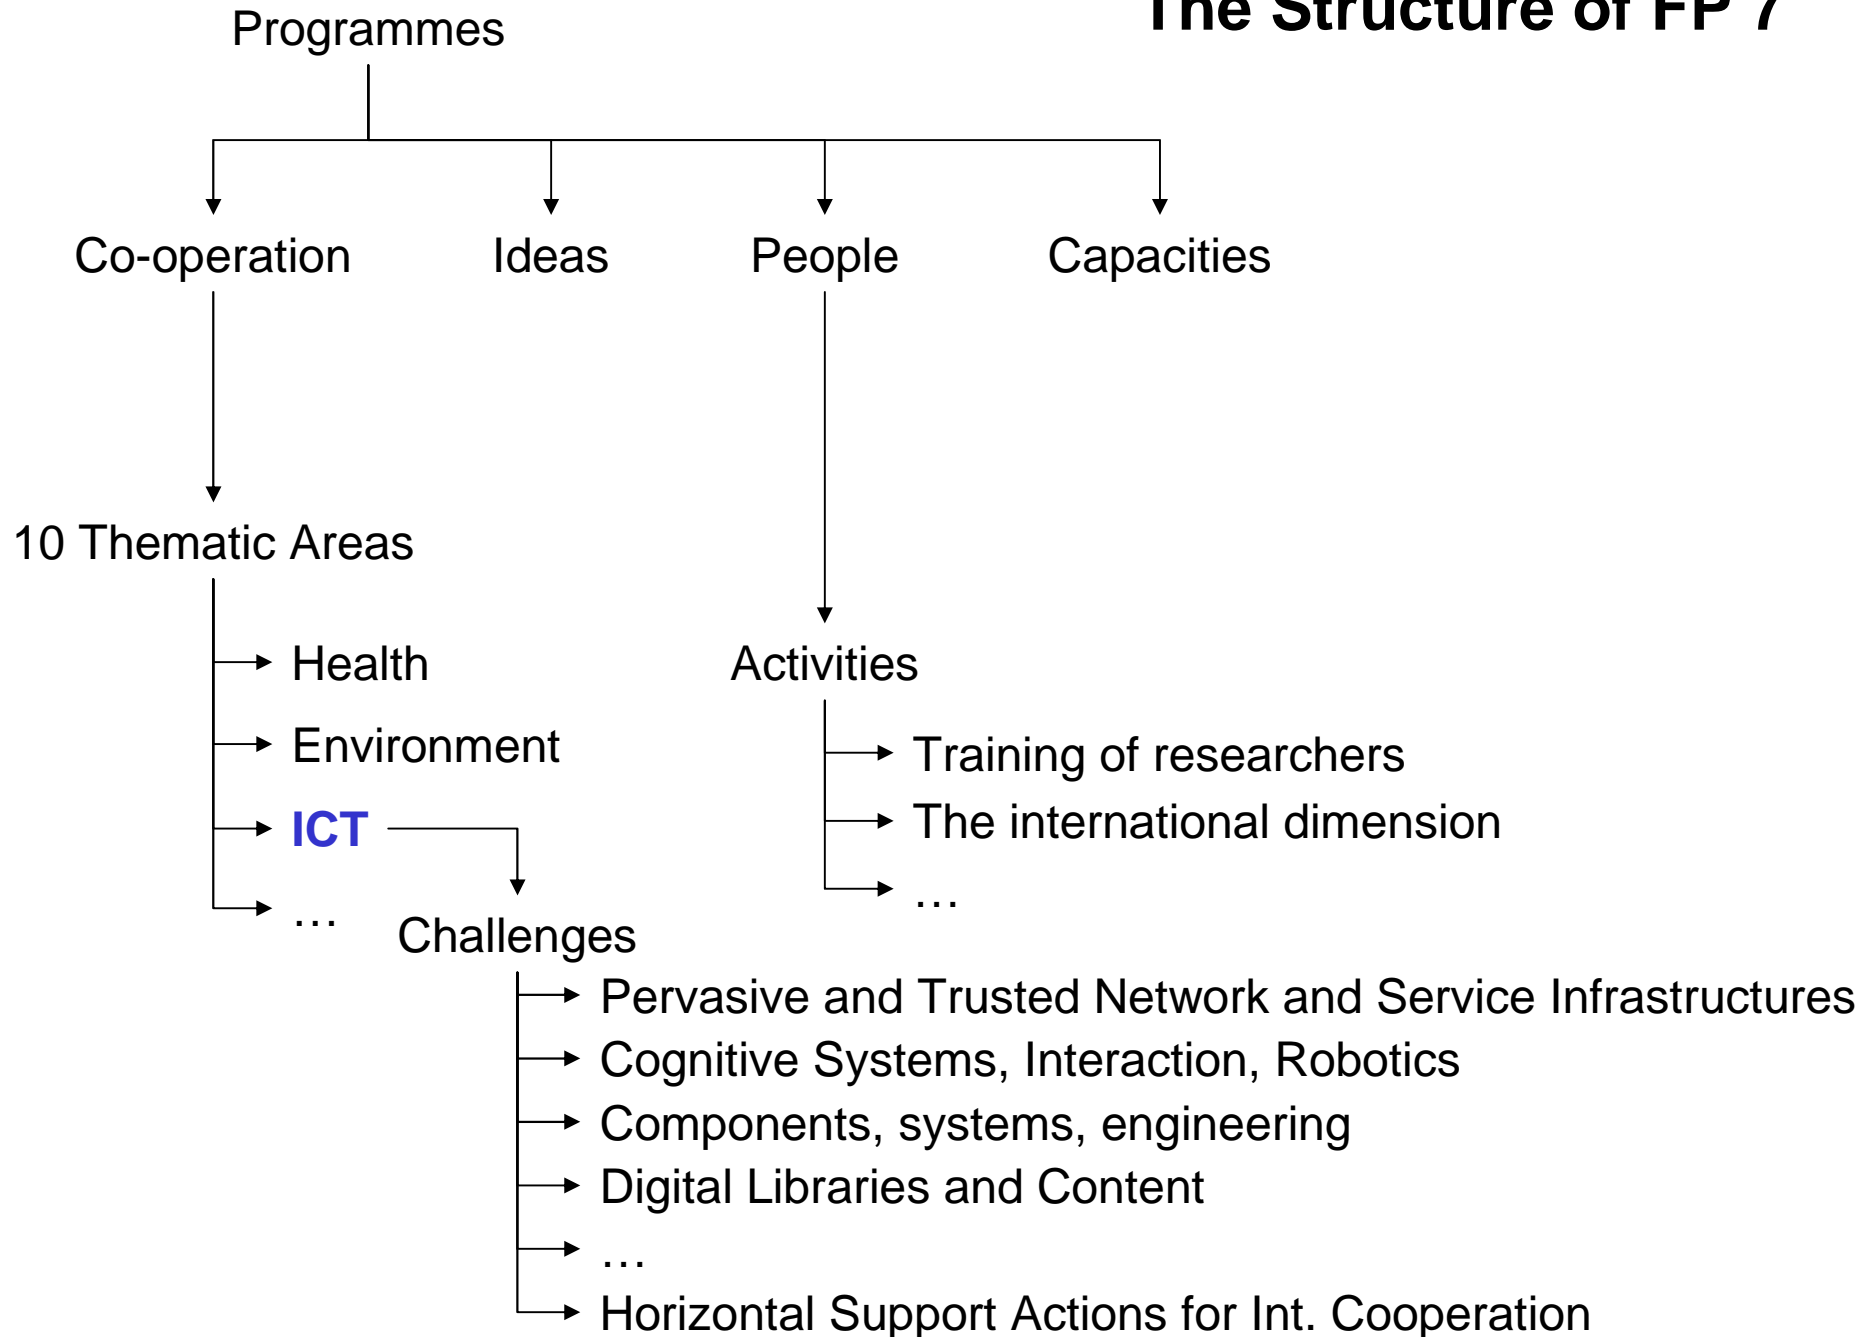 The Structure of FP 7
Programmes
Co-operation
Ideas
People
Capacities
10 Thematic Areas
Health
Environment
ICT
…
Activities
Training of researchers
The international dimension
…
Challenges
Pervasive and Trusted Network and Service Infrastructures
Cognitive Systems, Interaction, Robotics
Components, systems, engineering
Digital Libraries and Content
…
Horizontal Support Actions for Int. Cooperation